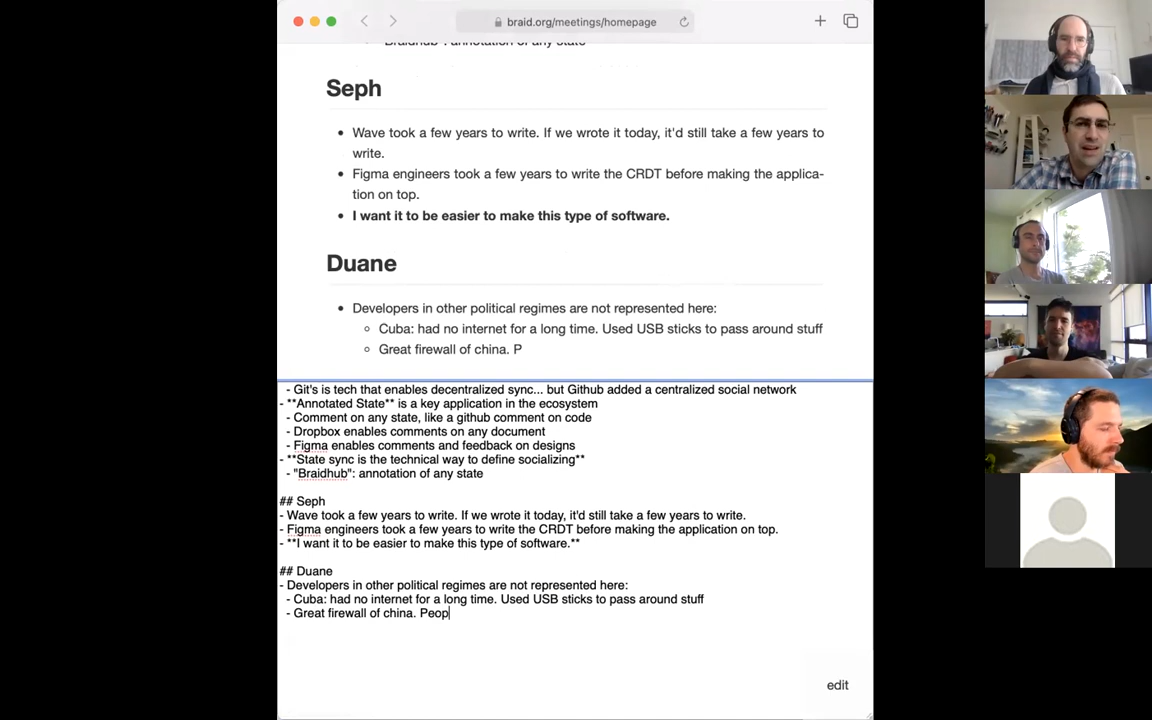 braid.org/meetings/homepage
"Braidhub": annotation of any state
Seph
• Wave took a few years to write. If we wrote it today, it'd still take a few years to
write.
• Figma engineers took a few years to write the CRDT before making the applica-
tion on top.
• I want it to be easier to make this type of software.
Duane
• Developers in other political regimes are not represented here:
◦ Cuba: had no internet for a long time. Used USB sticks to pass around stuff
◦ Great firewall of china. P
- Git's is tech that enables decentralized sync... but Github added a centralized social network
- **Annotated State** is a key application in the ecosystem
- Comment on any state, like a github comment on code
- Dropbox enables comments on any document
- Figma enables comments and feedback on designs
- **State sync is the technical way to define socializing**
- "Braidhub": annotation of any state
## Seph
- Wave took a few years to write. If we wrote it today, it'd still take a few years to write.
- Figma engineers took a few years to write the CRDT before making the application on top.
- **I want it to be easier to make this type of software.**
## Duane
- Developers in other political regimes are not represented here:
- Cuba: had no internet for a long time. Used USB sticks to pass around stuff
- Great firewall of china. Peop
edit